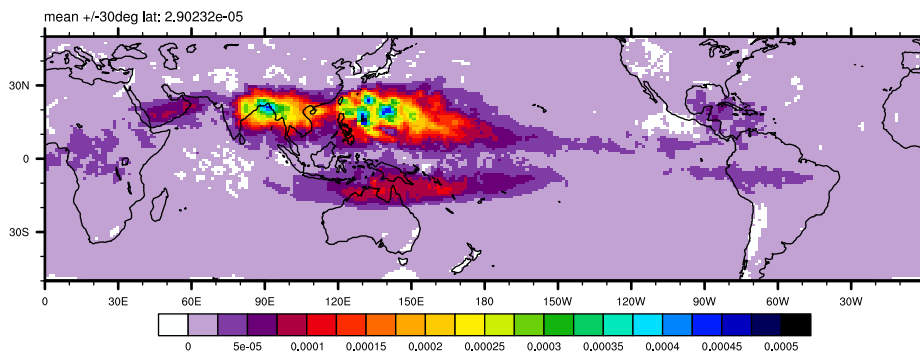 mean +/-30deg lat: 2.90232e-05
30N
0
30S
0 30E 60E 90E 120E 150E 180 150W 120W 90W 60W 30W
0 5e-05 0.0001 0.00015 0.0002 0.00025 0.0003 0.00035 0.0004 0.00045 0.0005